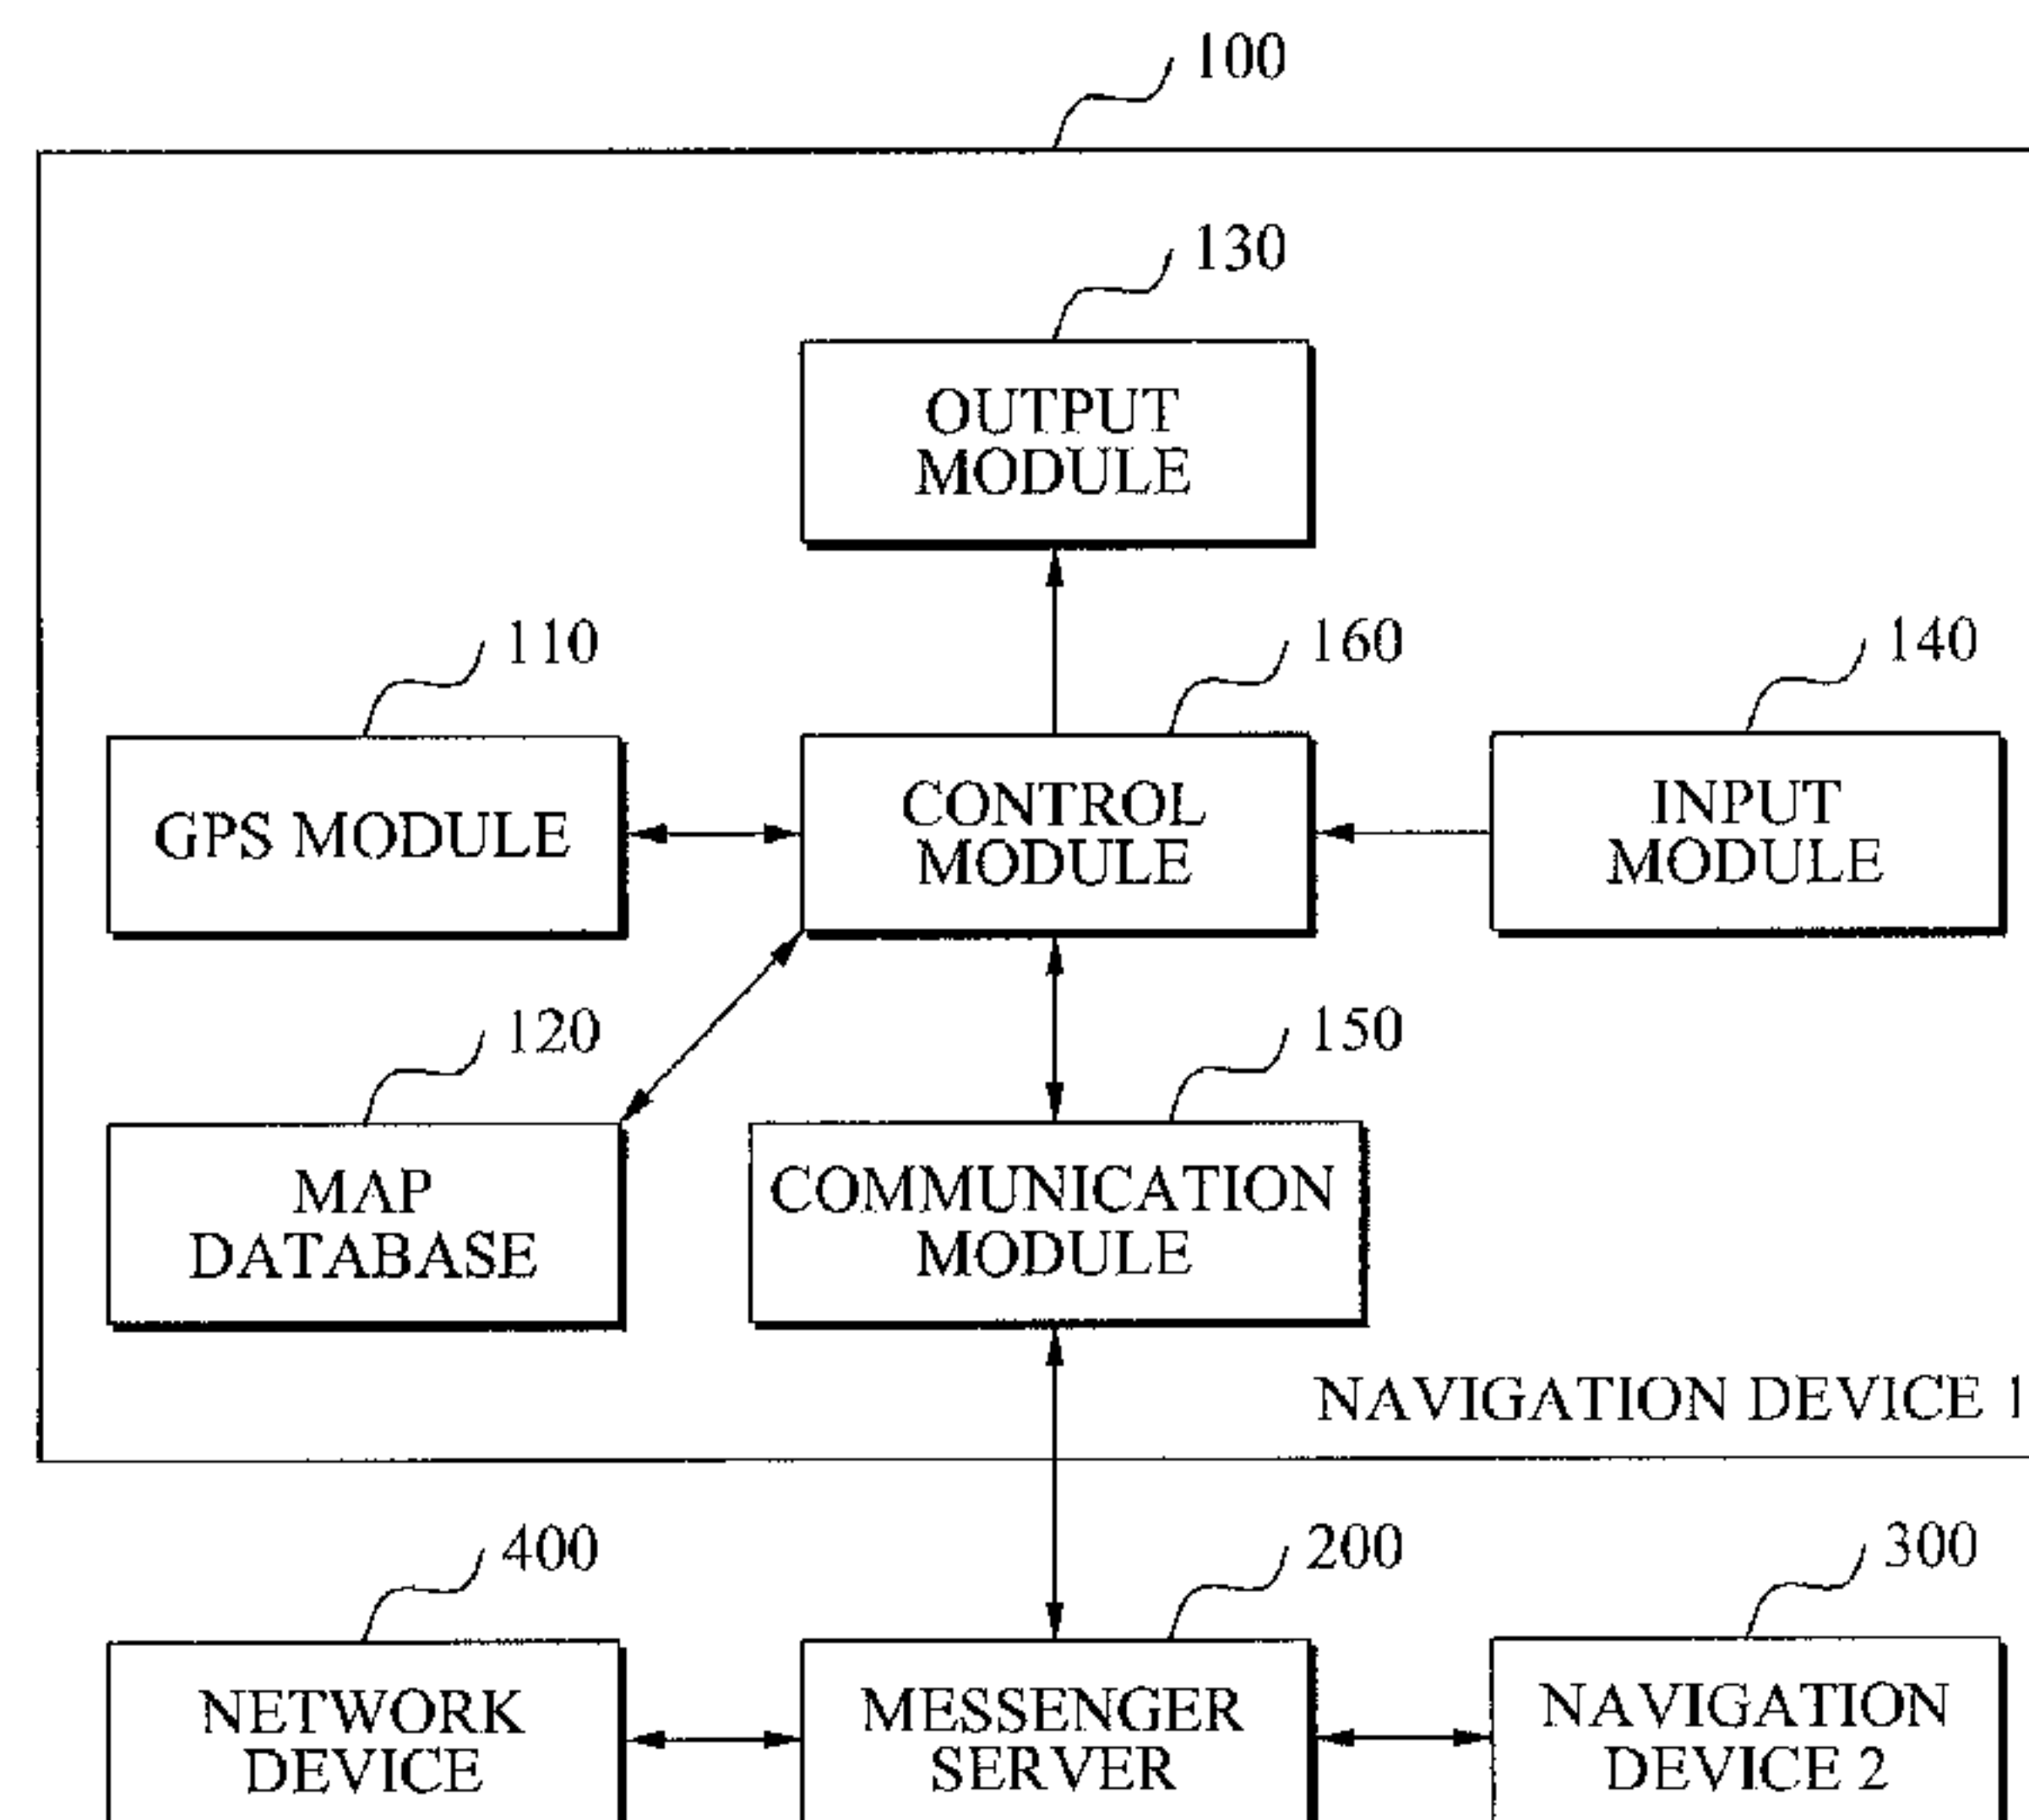 100
130
OUTPUT
MODULE
110
160
140
GPS MODULE
CONTROL
MODULE
INPUT
MODULE
120
150
MAP
DATABASE
COMMUNICATION
MODULE
NAVIGATION DEVICE 1
400
200
300
NETWORK
DEVICE
MESSENGER
SERVER
NAVIGATION
DEVICE 2